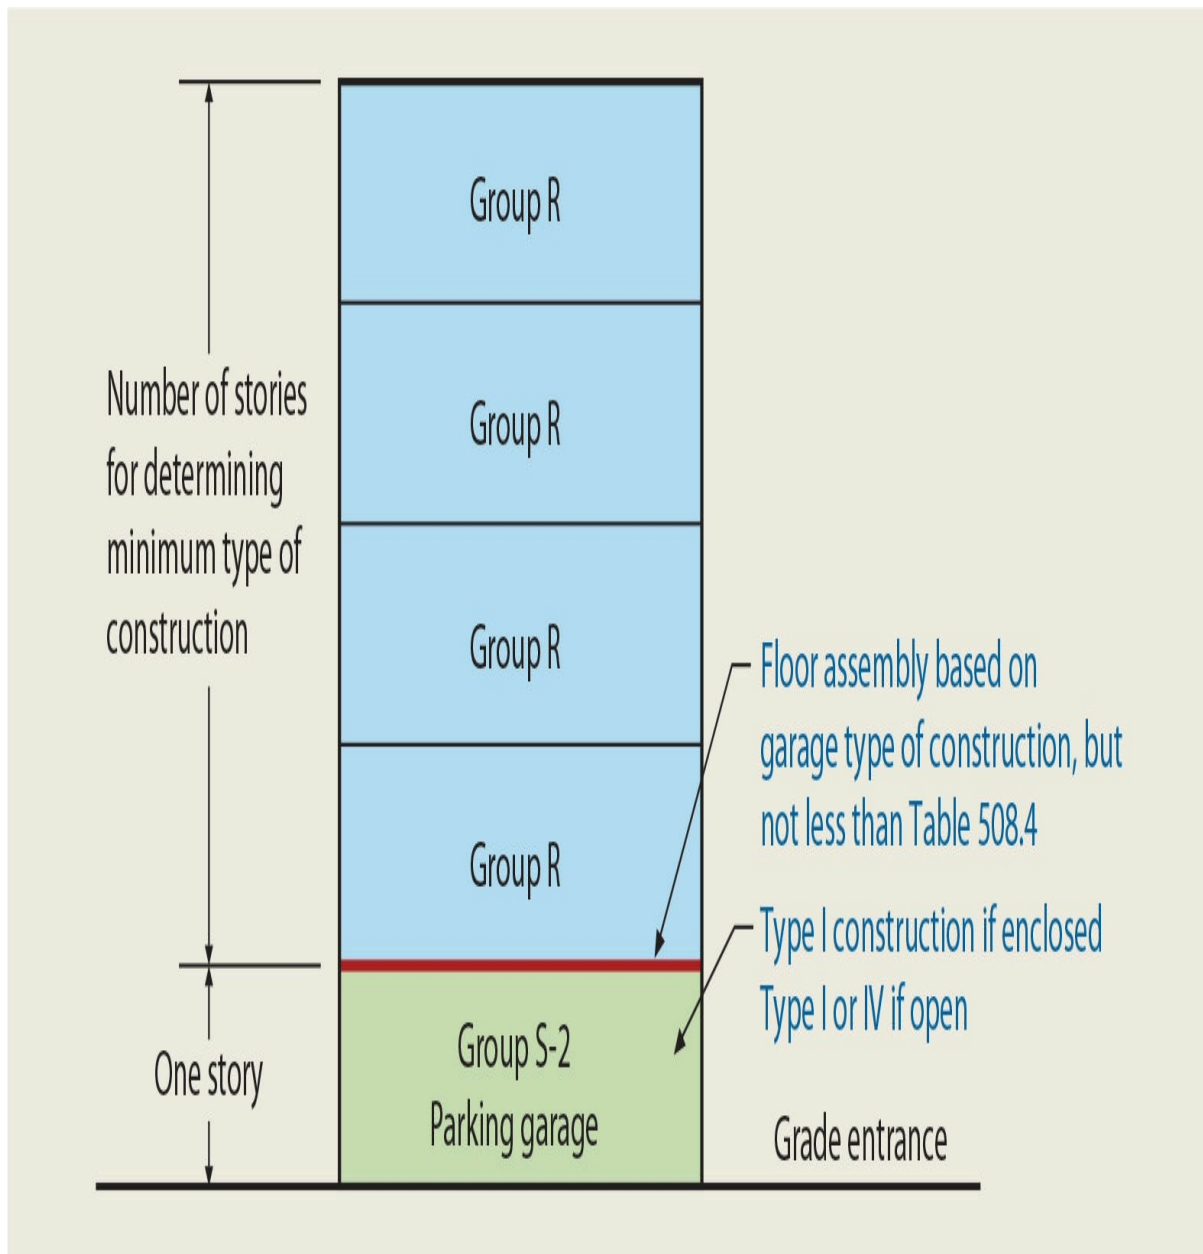 Group R
Group R
Number of stories
for determining
minimum type of
construction
Group R
Floor assembly based on
garage type of construction, but
not less than Table 508.4
Group R
Type I construction if enclosed
Type I or IV if open
Group S-2
Parking garage
One story
Grade entrance